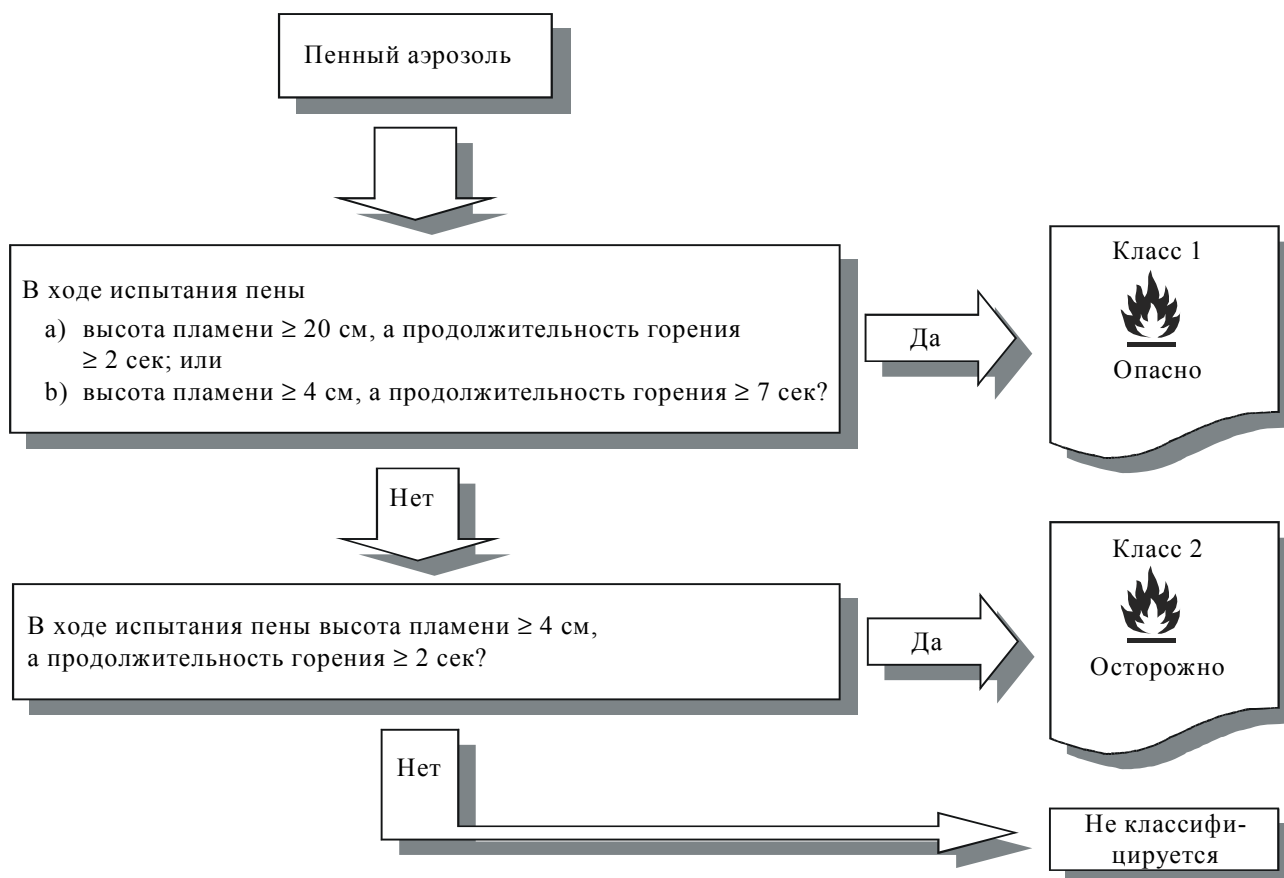 Пенный аэрозоль
В ходе испытания пены
a) высота пламени ≥ 20 см, а продолжительность горения
≥ 2 сек; или
b) высота пламени ≥ 4 см, а продолжительность горения ≥ 7 сек?
Да
Класс 1
Опасно
Нет
В ходе испытания пены высота пламени ≥ 4 см,
а продолжительность горения ≥ 2 сек?
Да
Класс 2
Осторожно
Нет
Не классифи-
цируется